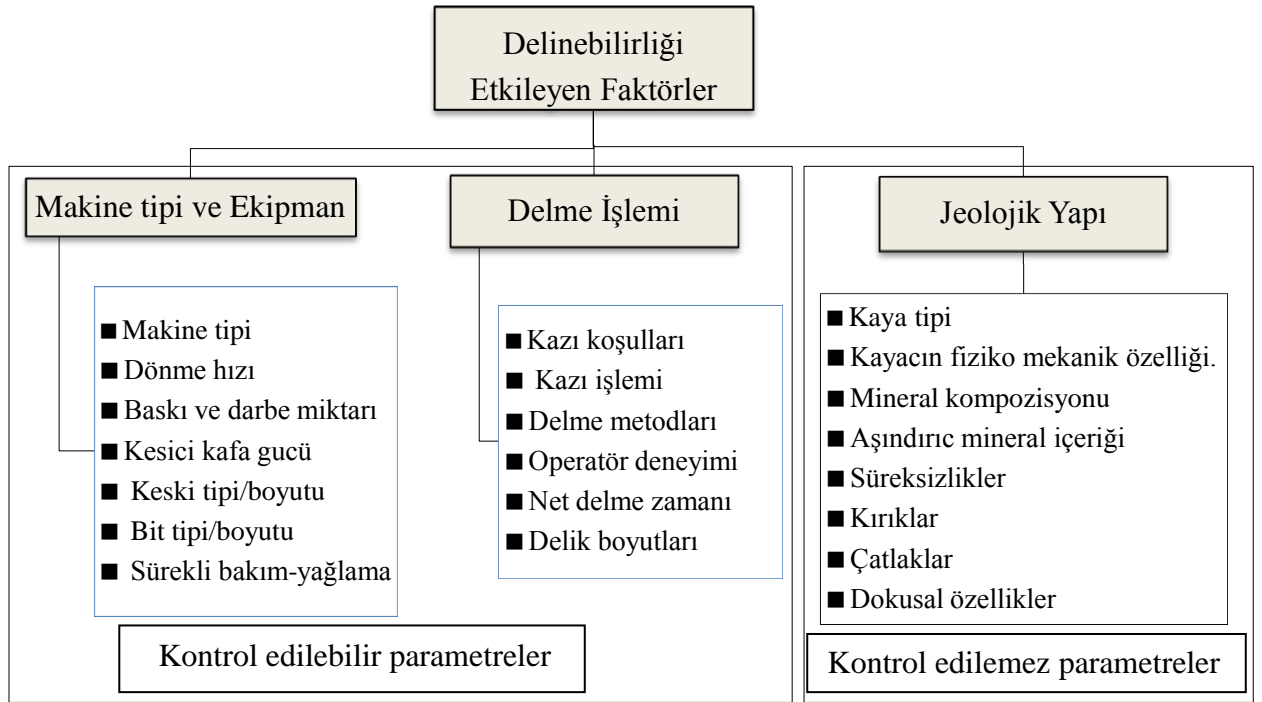 Delinebilirliği
Etkileyen Faktörler
Makine tipi ve Ekipman
■ Makine tipi
■ Dönme hızı
■ Baskı ve darbe miktarı
■ Kesici kafa gucü
■ Keski tipi/boyutu
■ Bit tipi/boyutu
■ Sürekli bakım-yağlama
Delme İşlemi
■ Kazı koşulları
■ Kazı işlemi
■ Delme metodları
■ Operatör deneyimi
■ Net delme zamanı
■ Delik boyutları
Kontrol edilebilir parametreler
Jeolojik Yapı
■ Kaya tipi
■ Kayacın fiziko mekanik özelliği.
■ Mineral kompozisyonu
■ Aşındırıc mineral içeriği
■ Süreksizlikler
■ Kırıklar
■ Çatlaklar
■ Dokusal özellikler
Kontrol edilemez parametreler